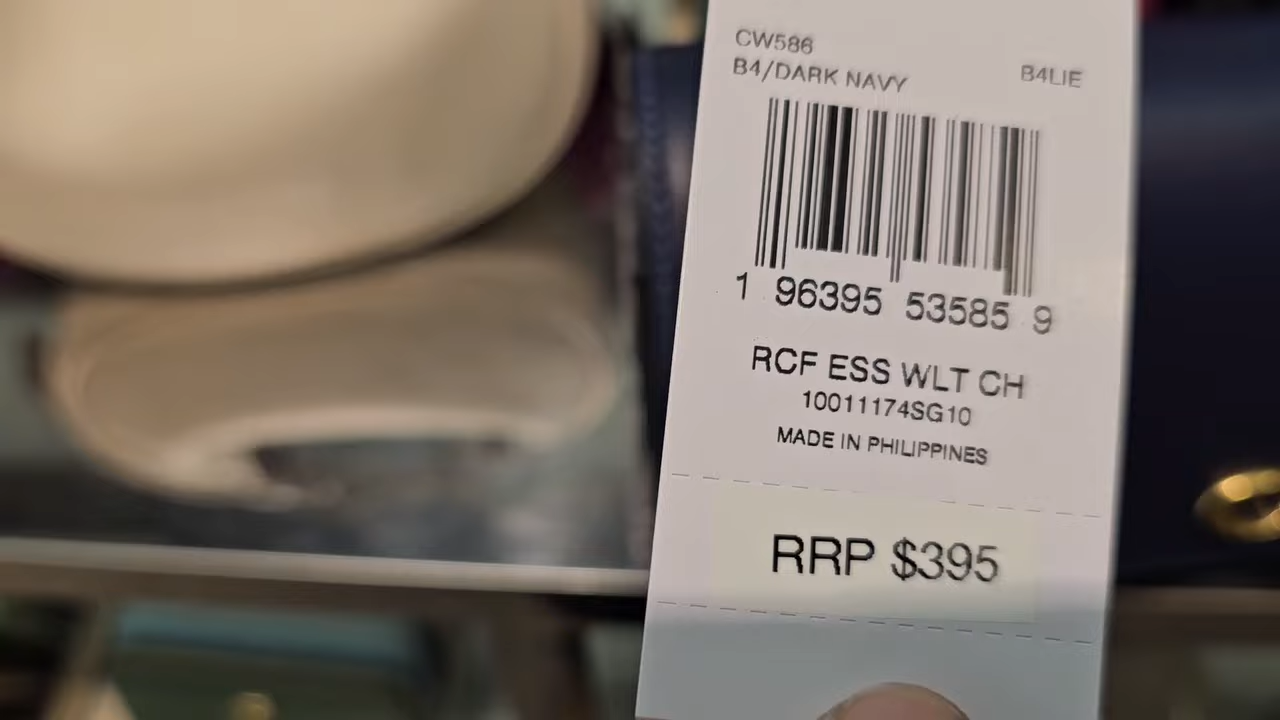 CW586
B4/DARK NAVY B4LIE
1 96395 53585 9
RCF ESS WLT CH
10011174SG10
MADE IN PHILIPPINES
RRP $395